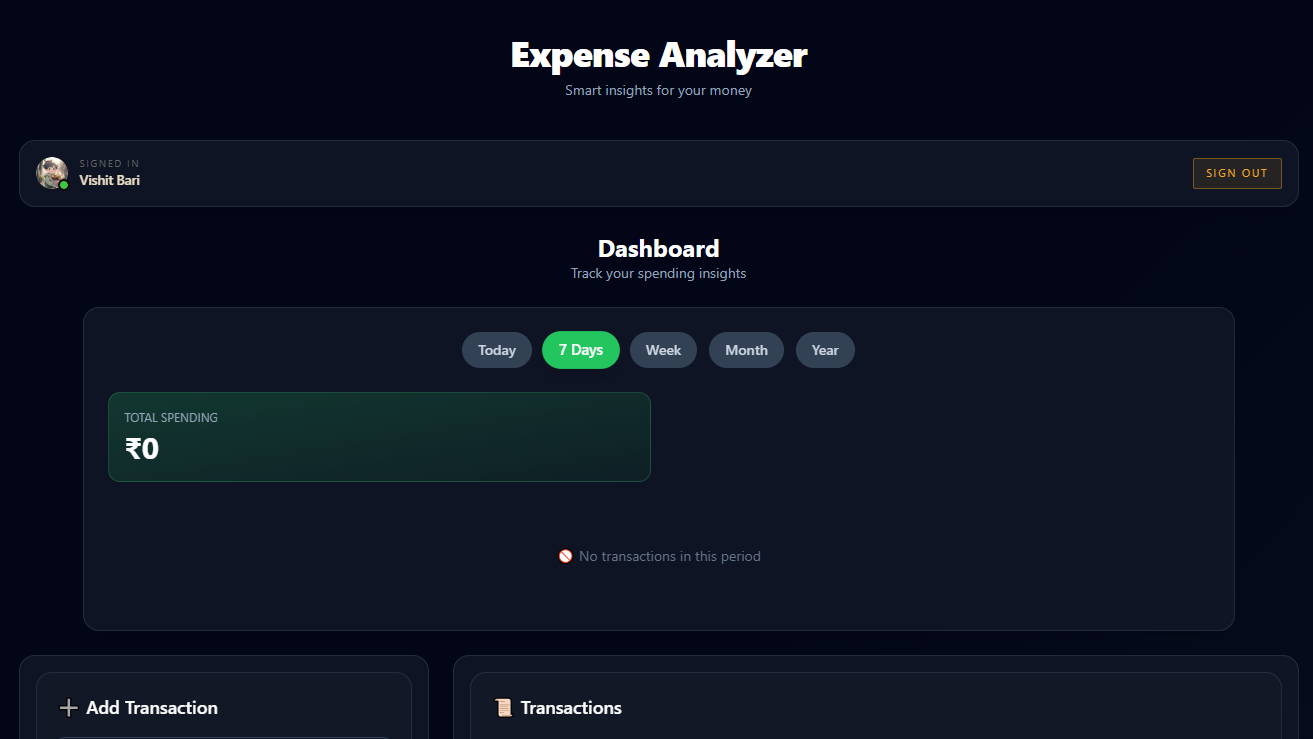 Expense Analyzer
Smart insights for your money
SIGNED IN
Vishit Bari
SIGN OUT
Dashboard
Track your spending insights
Today 7 Days Week Month Year
TOTAL SPENDING
₹0
No transactions in this period
Add Transaction
Transactions